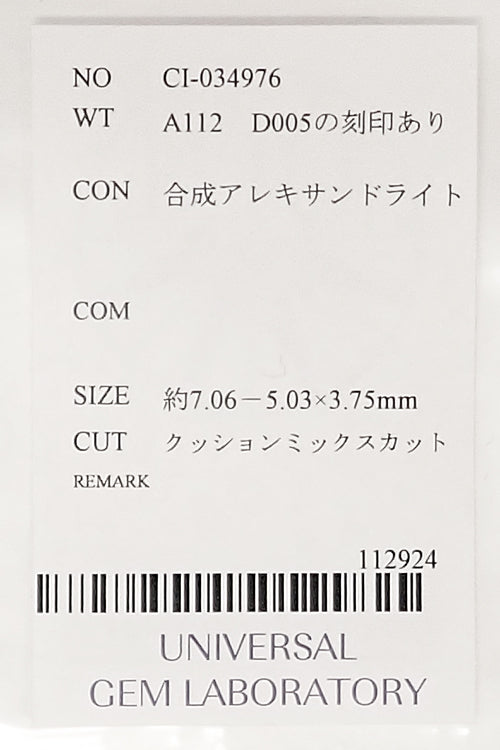 NO CI-034976
WT A112 D005の刻印あり
CON 合成アレキサンドライト
COM
SIZE 約7.06－5.03×3.75mm
CUT クッションミックスカット
REMARK
112924
UNIVERSAL
GEM LABORATORY